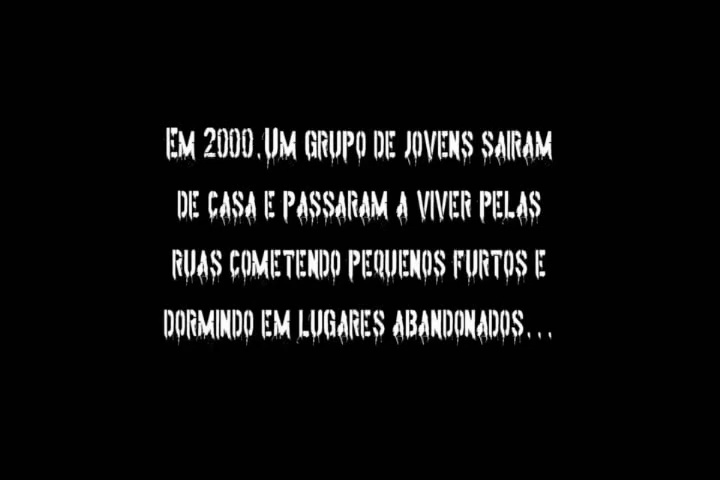 Em 2000.Um grupo de jovens sairam
de casa e passaram a viver pelas
ruas cometendo pequenos furtos e
dormindo em lugares abandonados...